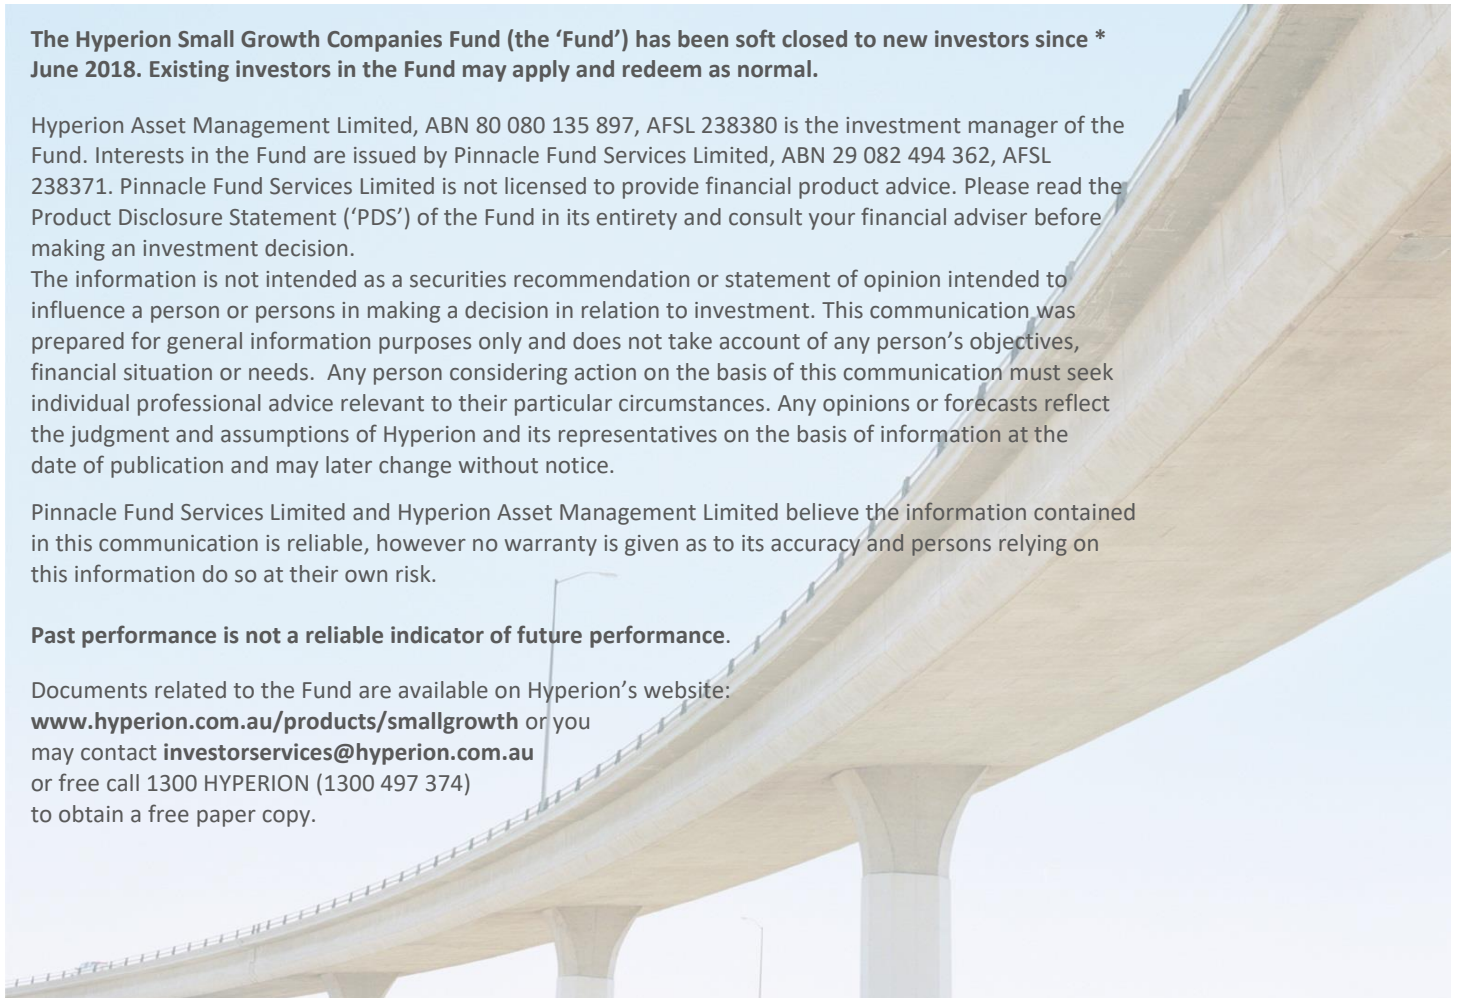 The Hyperion Small Growth Companies Fund (the ‘Fund’) has been soft closed to new investors since *
June 2018. Existing investors in the Fund may apply and redeem as normal.
Hyperion Asset Management Limited, ABN 80 080 135 897, AFSL 238380 is the investment manager of the
Fund. Interests in the Fund are issued by Pinnacle Fund Services Limited, ABN 29 082 494 362, AFSL
238371. Pinnacle Fund Services Limited is not licensed to provide financial product advice. Please read the
Product Disclosure Statement (‘PDS’) of the Fund in its entirety and consult your financial adviser before
making an investment decision.
The information is not intended as a securities recommendation or statement of opinion intended to
influence a person or persons in making a decision in relation to investment. This communication was
prepared for general information purposes only and does not take account of any person’s objectives,
financial situation or needs.  Any person considering action on the basis of this communication must seek
individual professional advice relevant to their particular circumstances. Any opinions or forecasts reflect
the judgment and assumptions of Hyperion and its representatives on the basis of information at the
date of publication and may later change without notice.
Pinnacle Fund Services Limited and Hyperion Asset Management Limited believe the information contained
in this communication is reliable, however no warranty is given as to its accuracy and persons relying on
this information do so at their own risk.
Past performance is not a reliable indicator of future performance.
Documents related to the Fund are available on Hyperion’s website:
www.hyperion.com.au/products/smallgrowth or you
may contact investorservices@hyperion.com.au
or free call 1300 HYPERION (1300 497 374)
to obtain a free paper copy.